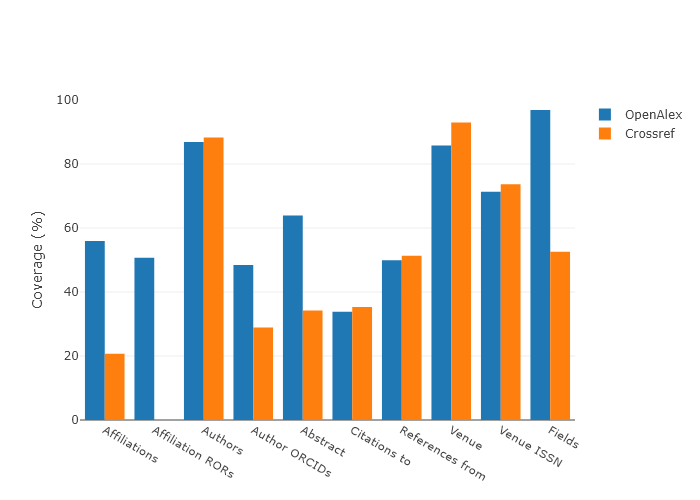 100
80
60
40
20
0
Coverage (%)
Affiliations
Affiliation RORs
Authors
Author ORCIDs
Abstract
Citations to
References from
Venue
Venue ISSN
Fields
OpenAlex
Crossref